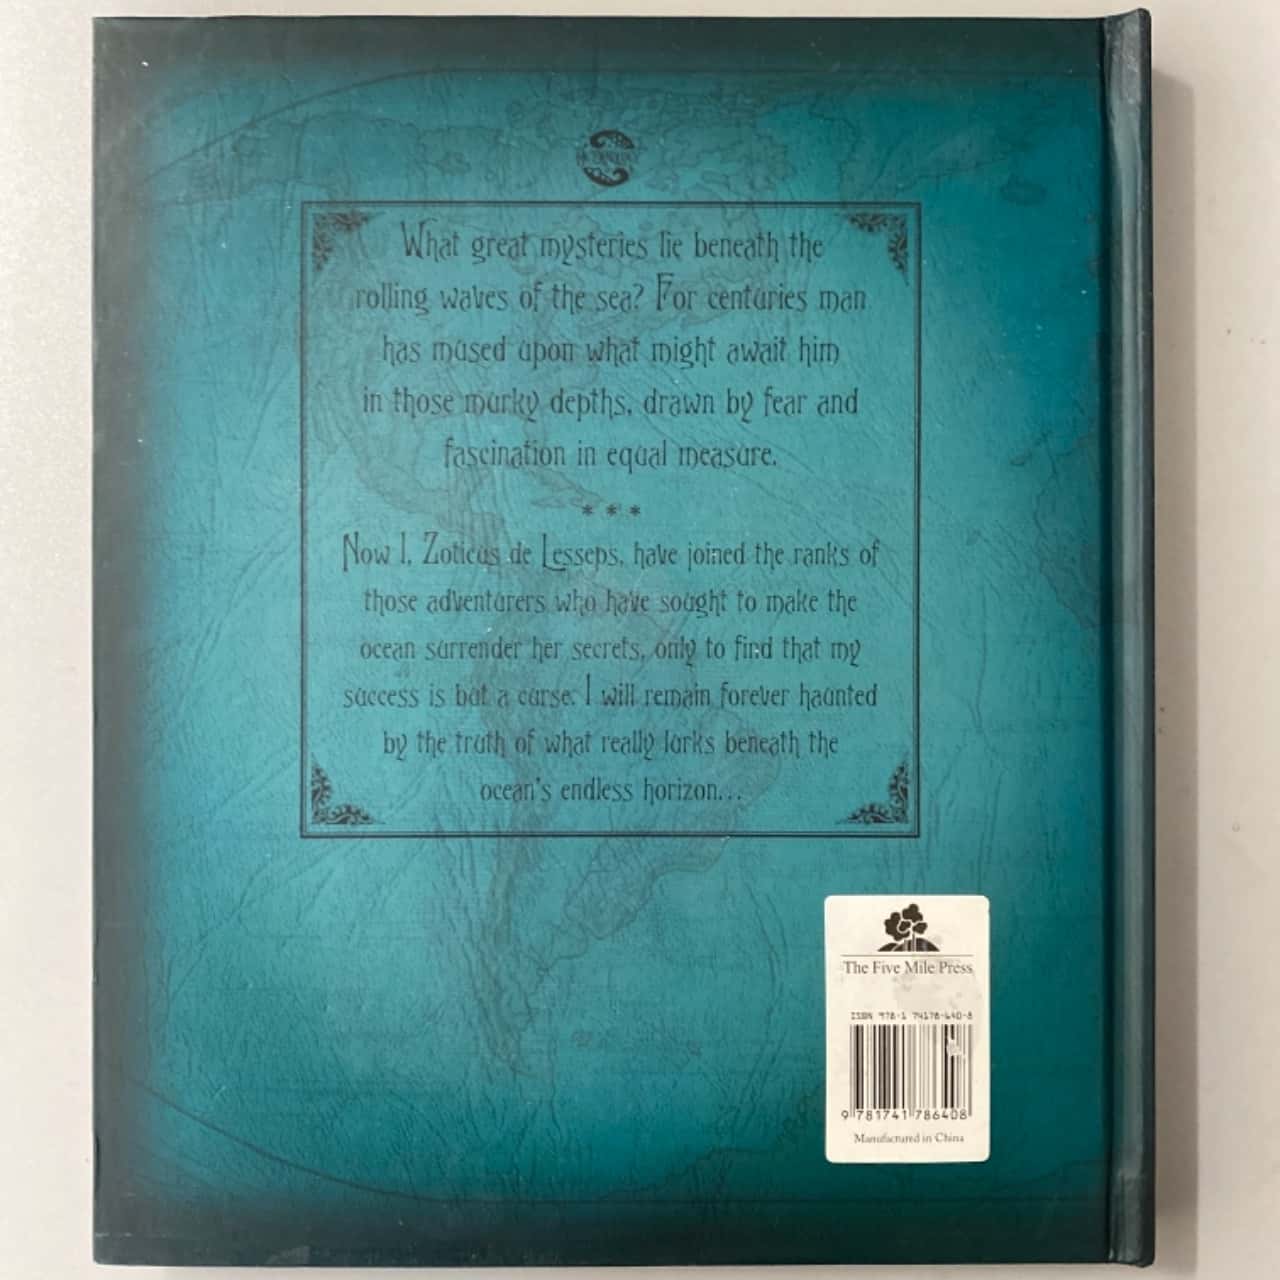 What great mysteries lie beneath the
rolling waves of the sea? For centuries man
has mused upon what might await him
in those murky depths, drawn by fear and
fascination in equal measure.
* * *
Now I, Zoticus de Lesseps, have joined the ranks of
those adventurers who have sought to make the
ocean surrender her secrets, only to find that my
success is but a curse. I will remain forever haunted
by the truth of what really lurks beneath the
ocean's endless horizon...
The Five Mile Press
ISBN 978-1 74178-640-8
9 781741 786408
Manufactured in China